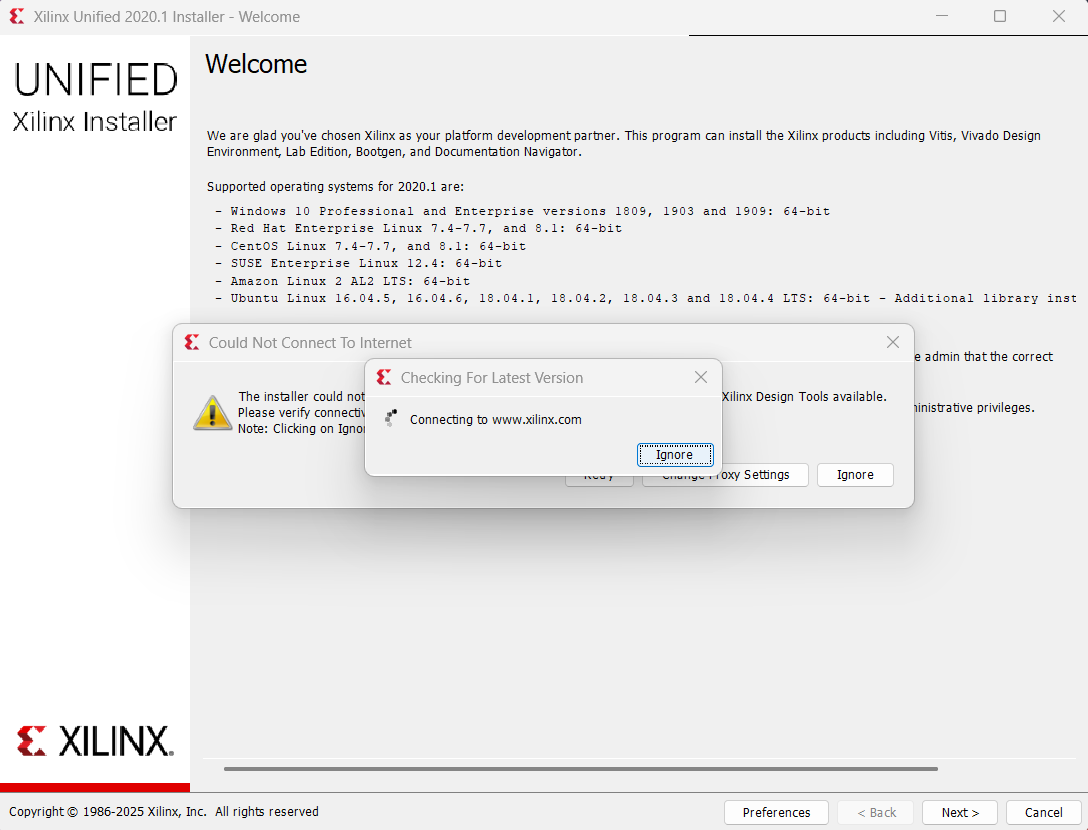 Xilinx Unified 2020.1 Installer - Welcome
UNIFIED
Xilinx Installer
Welcome
We are glad you've chosen Xilinx as your platform development partner. This program can install the Xilinx products including Vitis, Vivado Design
Environment, Lab Edition, Bootgen, and Documentation Navigator.
Supported operating systems for 2020.1 are:
- Windows 10 Professional and Enterprise versions 1809, 1903 and 1909: 64-bit
- Red Hat Enterprise Linux 7.4-7.7, and 8.1: 64-bit
- CentOS Linux 7.4-7.7, and 8.1: 64-bit
- SUSE Enterprise Linux 12.4: 64-bit
- Amazon Linux 2 AL2 LTS: 64-bit
- Ubuntu Linux 16.04.5, 16.04.6, 18.04.1, 18.04.2, 18.04.3 and 18.04.4 LTS: 64-bit - Additional library inst
admin that the correct
privileges.
Could Not Connect To Internet
The installer could not Xilinx Design Tools available.
Please verify
Note: Clicking on
Retry Change Proxy Settings Ignore
Checking For Latest Version
Connecting to www.xilinx.com
Ignore
XILINX.
Copyright © 1986-2025 Xilinx, Inc. All rights reserved
Preferences < Back Next > Cancel